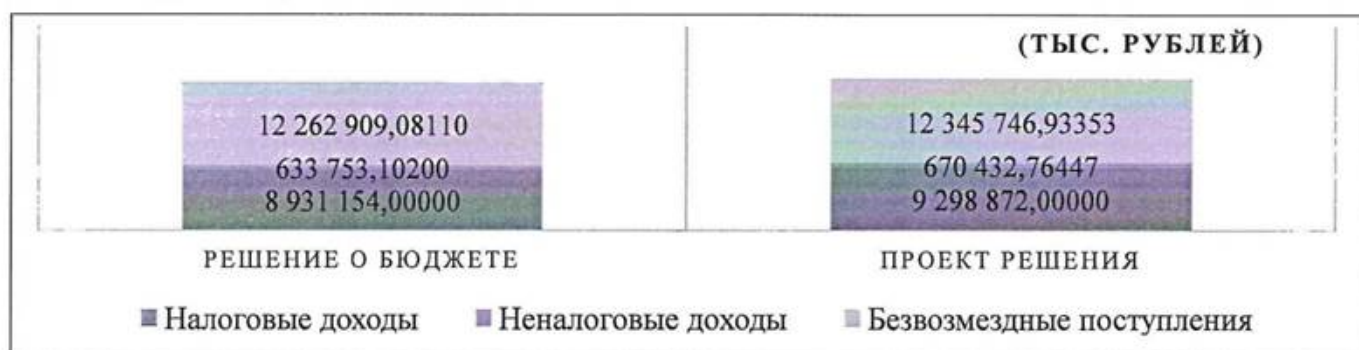 (ТЫС. РУБЛЕЙ)
12 262 909,08110
633 753,10200
8 931 154,00000
12 345 746,93353
670 432,76447
9 298 872,00000
РЕШЕНИЕ О БЮДЖЕТЕ
ПРОЕКТ РЕШЕНИЯ
Налоговые доходы
Неналоговые доходы
Безвозмездные поступления